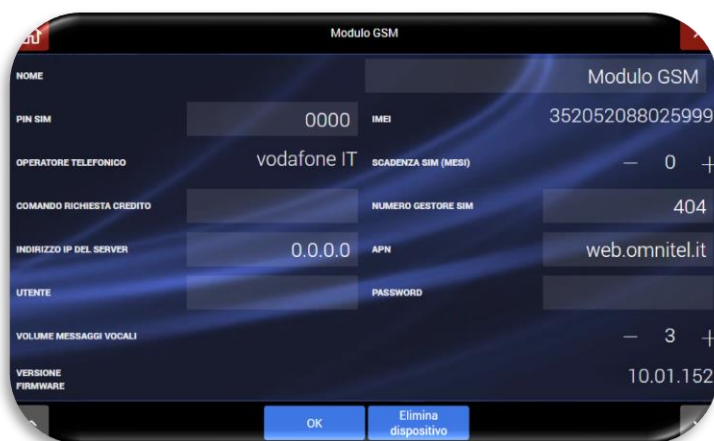 Modulo GSM
NOME Modulo GSM
PIN SIM 0000 IMEI 352052088025999
OPERATORE TELEFONICO vodafone IT SCADENZA SIM (MESI) — 0 +
COMANDO RICHIESTA CREDITO NUMERO GESTORE SIM 404
INDIRIZZO IP DEL SERVER 0.0.0.0 APN web.omnitel.it
UTENTE PASSWORD
VOLUME MESSAGGI VOCALI — 3 +
VERSIONE
FIRMWARE 10.01.152
OK Elimina
dispositivo